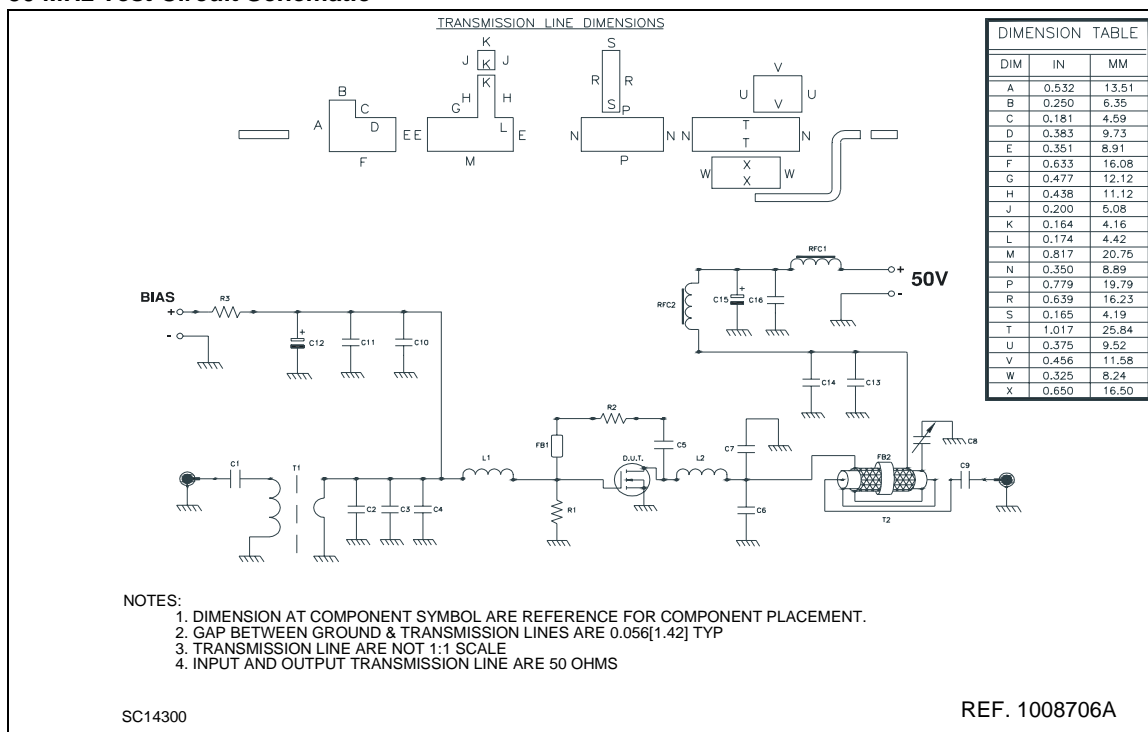 30 MHz Test Circuit Schematic
TRANSMISSION LINE DIMENSIONS
K
J K J
K
H H
G L
E E
M
B
C
A D
F
S
R R
S P
N N
P
V
U U
V
T
N N
T
X
W W
X
DIMENSION TABLE
DIM IN MM
A 0.532 13.51
B 0.250 6.35
C 0.181 4.59
D 0.383 9.73
E 0.351 8.91
F 0.633 16.08
G 0.477 12.12
H 0.438 11.12
J 0.200 5.08
K 0.164 4.16
L 0.174 4.42
M 0.817 20.75
N 0.350 8.89
P 0.779 19.79
R 0.639 16.23
S 0.165 4.19
T 1.017 25.84
U 0.375 9.52
V 0.456 11.58
W 0.325 8.24
X 0.650 16.50
RFC1
+
50V
-
RFC2
C15 + C16
BIAS
+ R3
-
+
C12 C11 C10
C14 C13
R2
FB1 C5 C7 C8
C1 T1 L1 D.U.T. L2 FB2 C9
C2 C3 C4 R1 C6 T2
NOTES:
1. DIMENSION AT COMPONENT SYMBOL ARE REFERENCE FOR COMPONENT PLACEMENT.
2. GAP BETWEEN GROUND & TRANSMISSION LINES ARE 0.056[1.42] TYP
3. TRANSMISSION LINE ARE NOT 1:1 SCALE
4. INPUT AND OUTPUT TRANSMISSION LINE ARE 50 OHMS
SC14300
REF. 1008706A